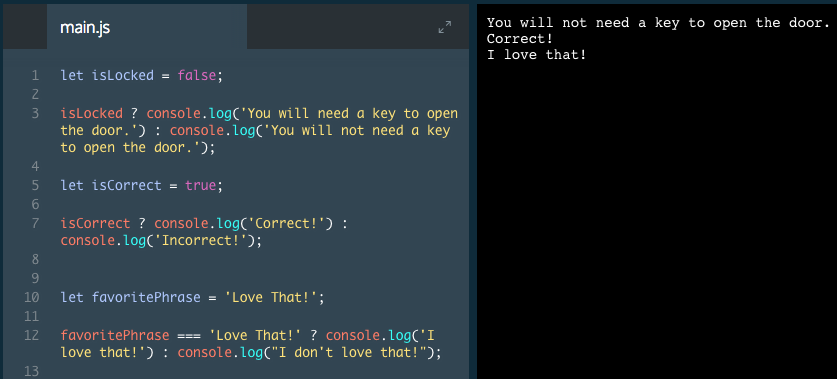 main.js
1 let isLocked = false;
2
3 isLocked ? console.log('You will need a key to open
the door.') : console.log('You will not need a key
to open the door.');
4
5 let isCorrect = true;
6
7 isCorrect ? console.log('Correct!') :
console.log('Incorrect!');
8
9
10 let favoritePhrase = 'Love That!';
11
12 favoritePhrase === 'Love That!' ? console.log('I
love that!') : console.log("I don't love that!");
13
You will not need a key to open the door.
Correct!
I love that!